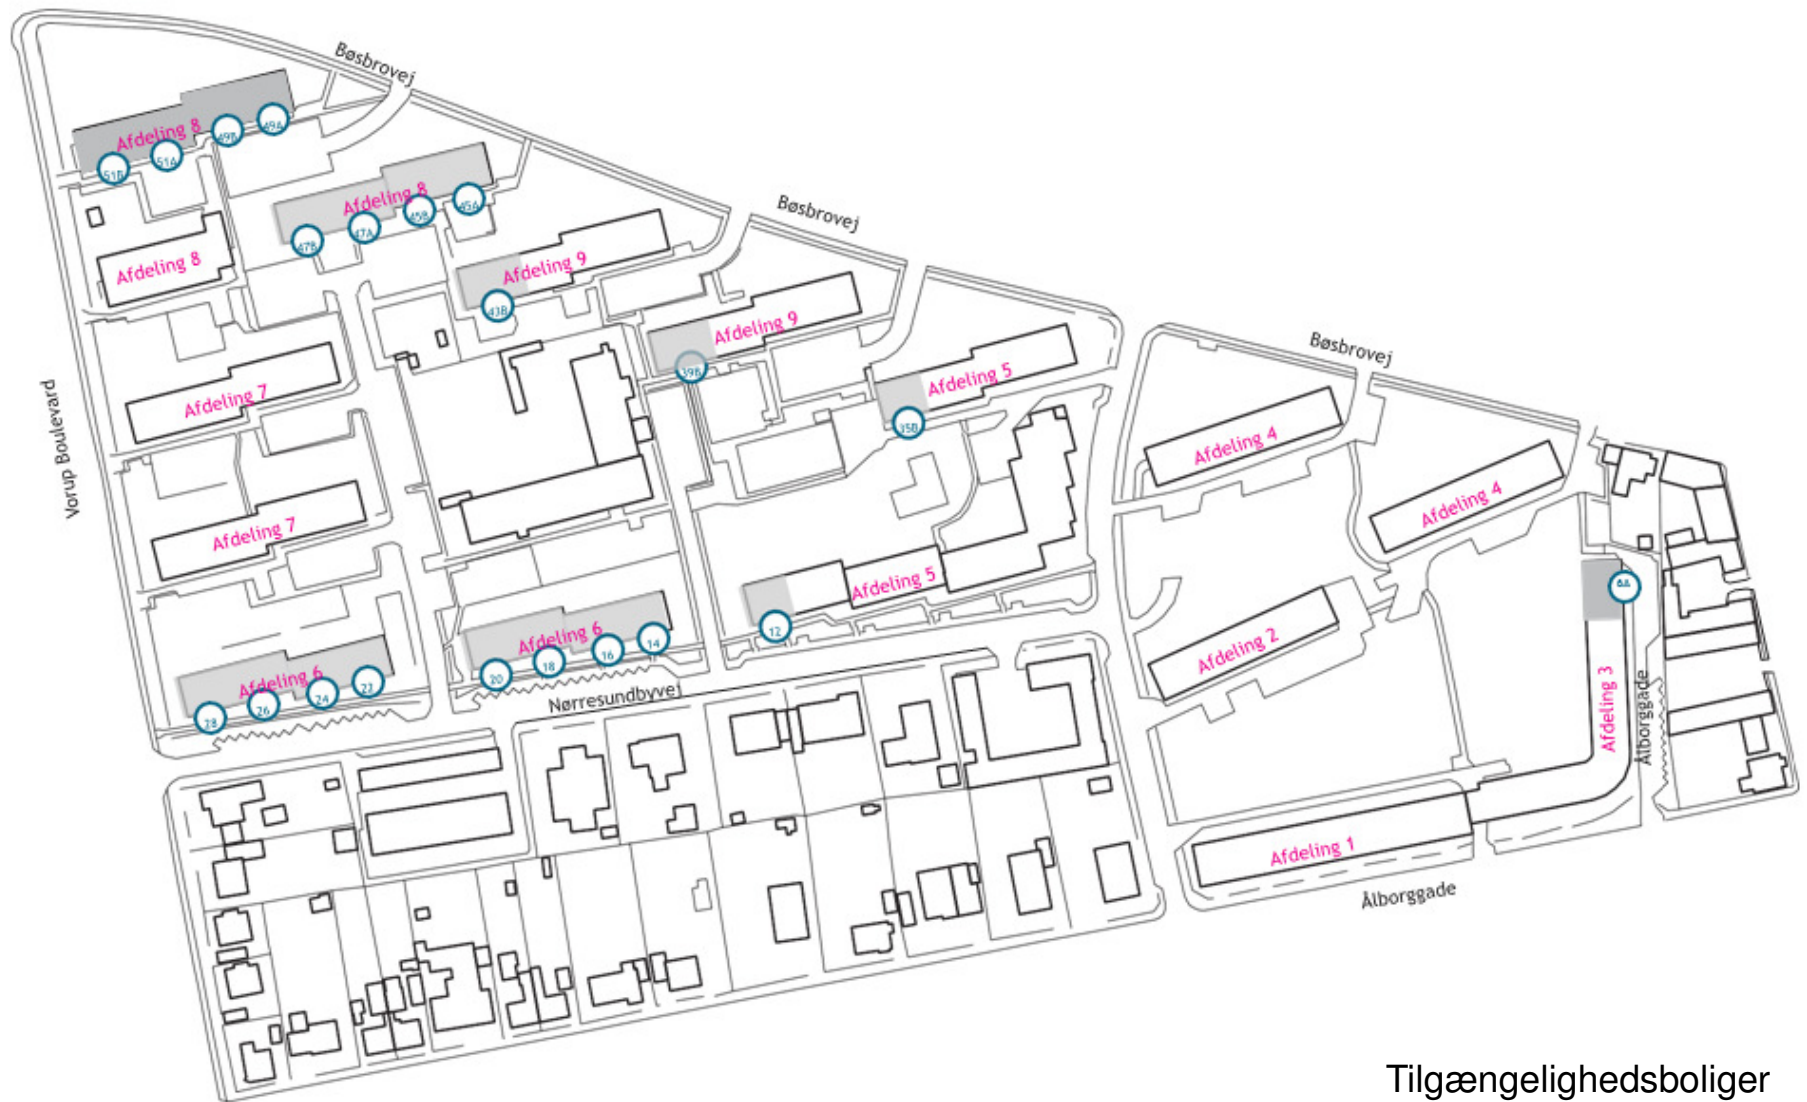 Bøsbrovej
Afdeling 8
49A
49B
51A
51B
Afdeling 8
45A
45B
47A
47B
Bøsbrovej
Afdeling 8
Afdeling 9
43B
Afdeling 9
39B
Bøsbrovej
Afdeling 5
35B
Afdeling 7
Vorup Boulevard
Afdeling 4
Afdeling 4
Afdeling 7
Afdeling 5
12
6A
Afdeling 6
14
16
18
20
Afdeling 2
Afdeling 6
22
24
26
28
Nørresundbyvej
Afdeling 3
Ålborggade
Afdeling 1
Ålborggade
Tilgængelighedsboliger